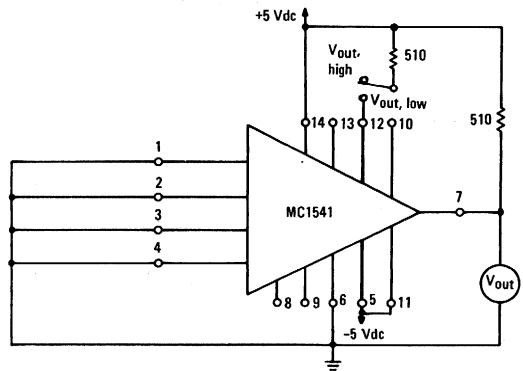 +5 Vdc
Vout,
high
510
Vout, low
510
14 13 12 10
1
2
3
4
MC1541
7
Vout
8 9 6 5 11
−5 Vdc